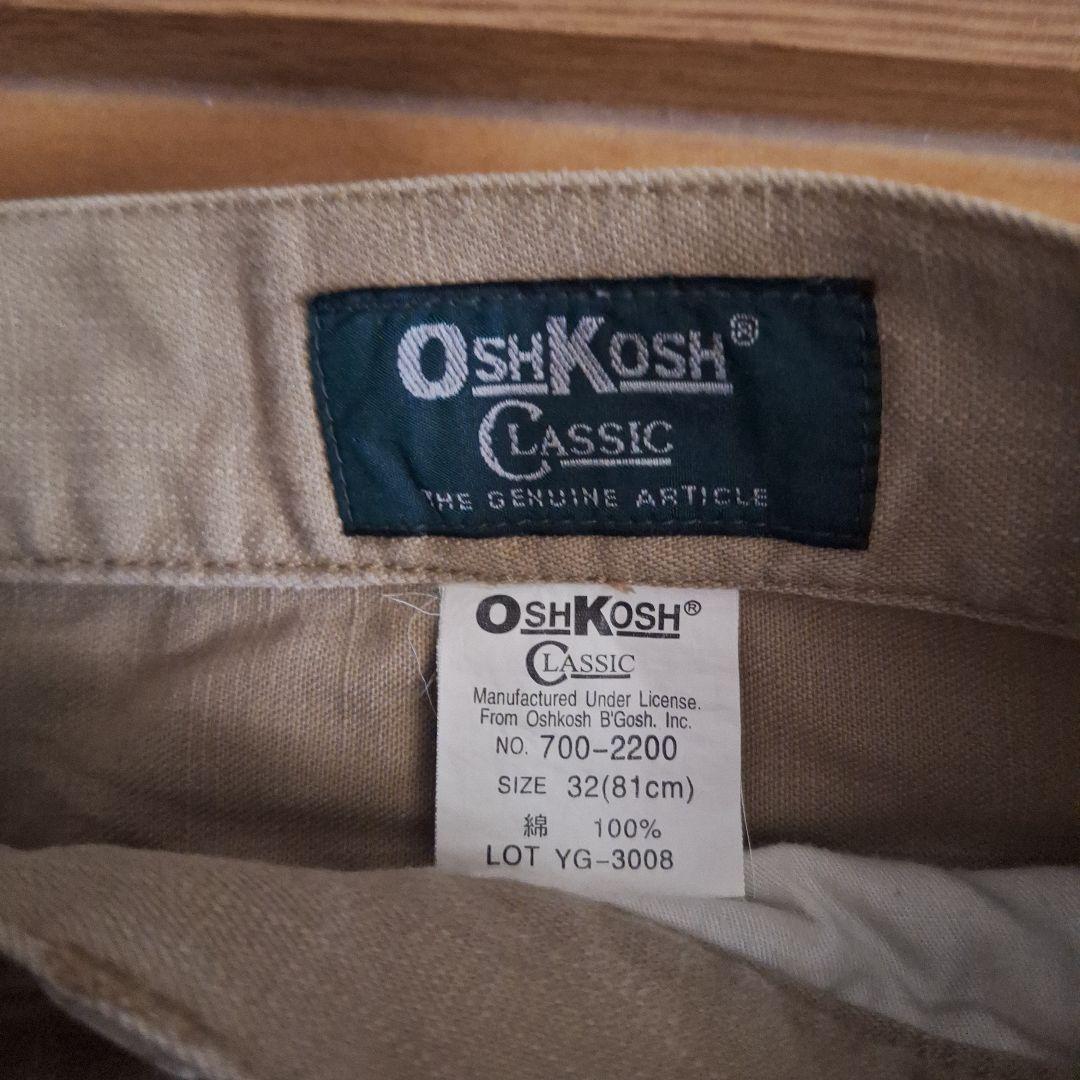 OSHKOSH®
CLASSIC
THE GENUINE ARTICLE
OSHKOSH®
CLASSIC
Manufactured Under License.
From Oshkosh B'Gosh. Inc.
NO. 700-2200
SIZE 32(81cm)
綿 100%
LOT YG-3008